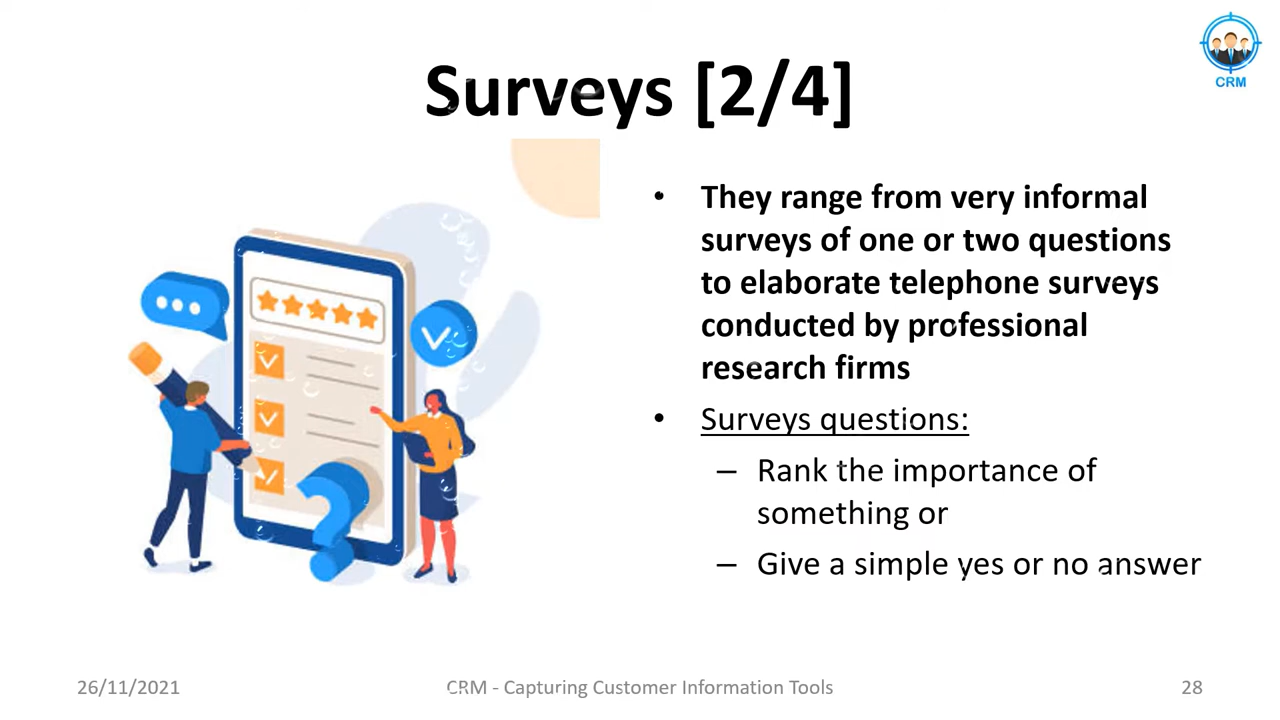 CRM
Surveys [2/4]
• They range from very informal
surveys of one or two questions
to elaborate telephone surveys
conducted by professional
research firms
• Surveys questions:
– Rank the importance of
something or
– Give a simple yes or no answer
?
26/11/2021
CRM - Capturing Customer Information Tools
28